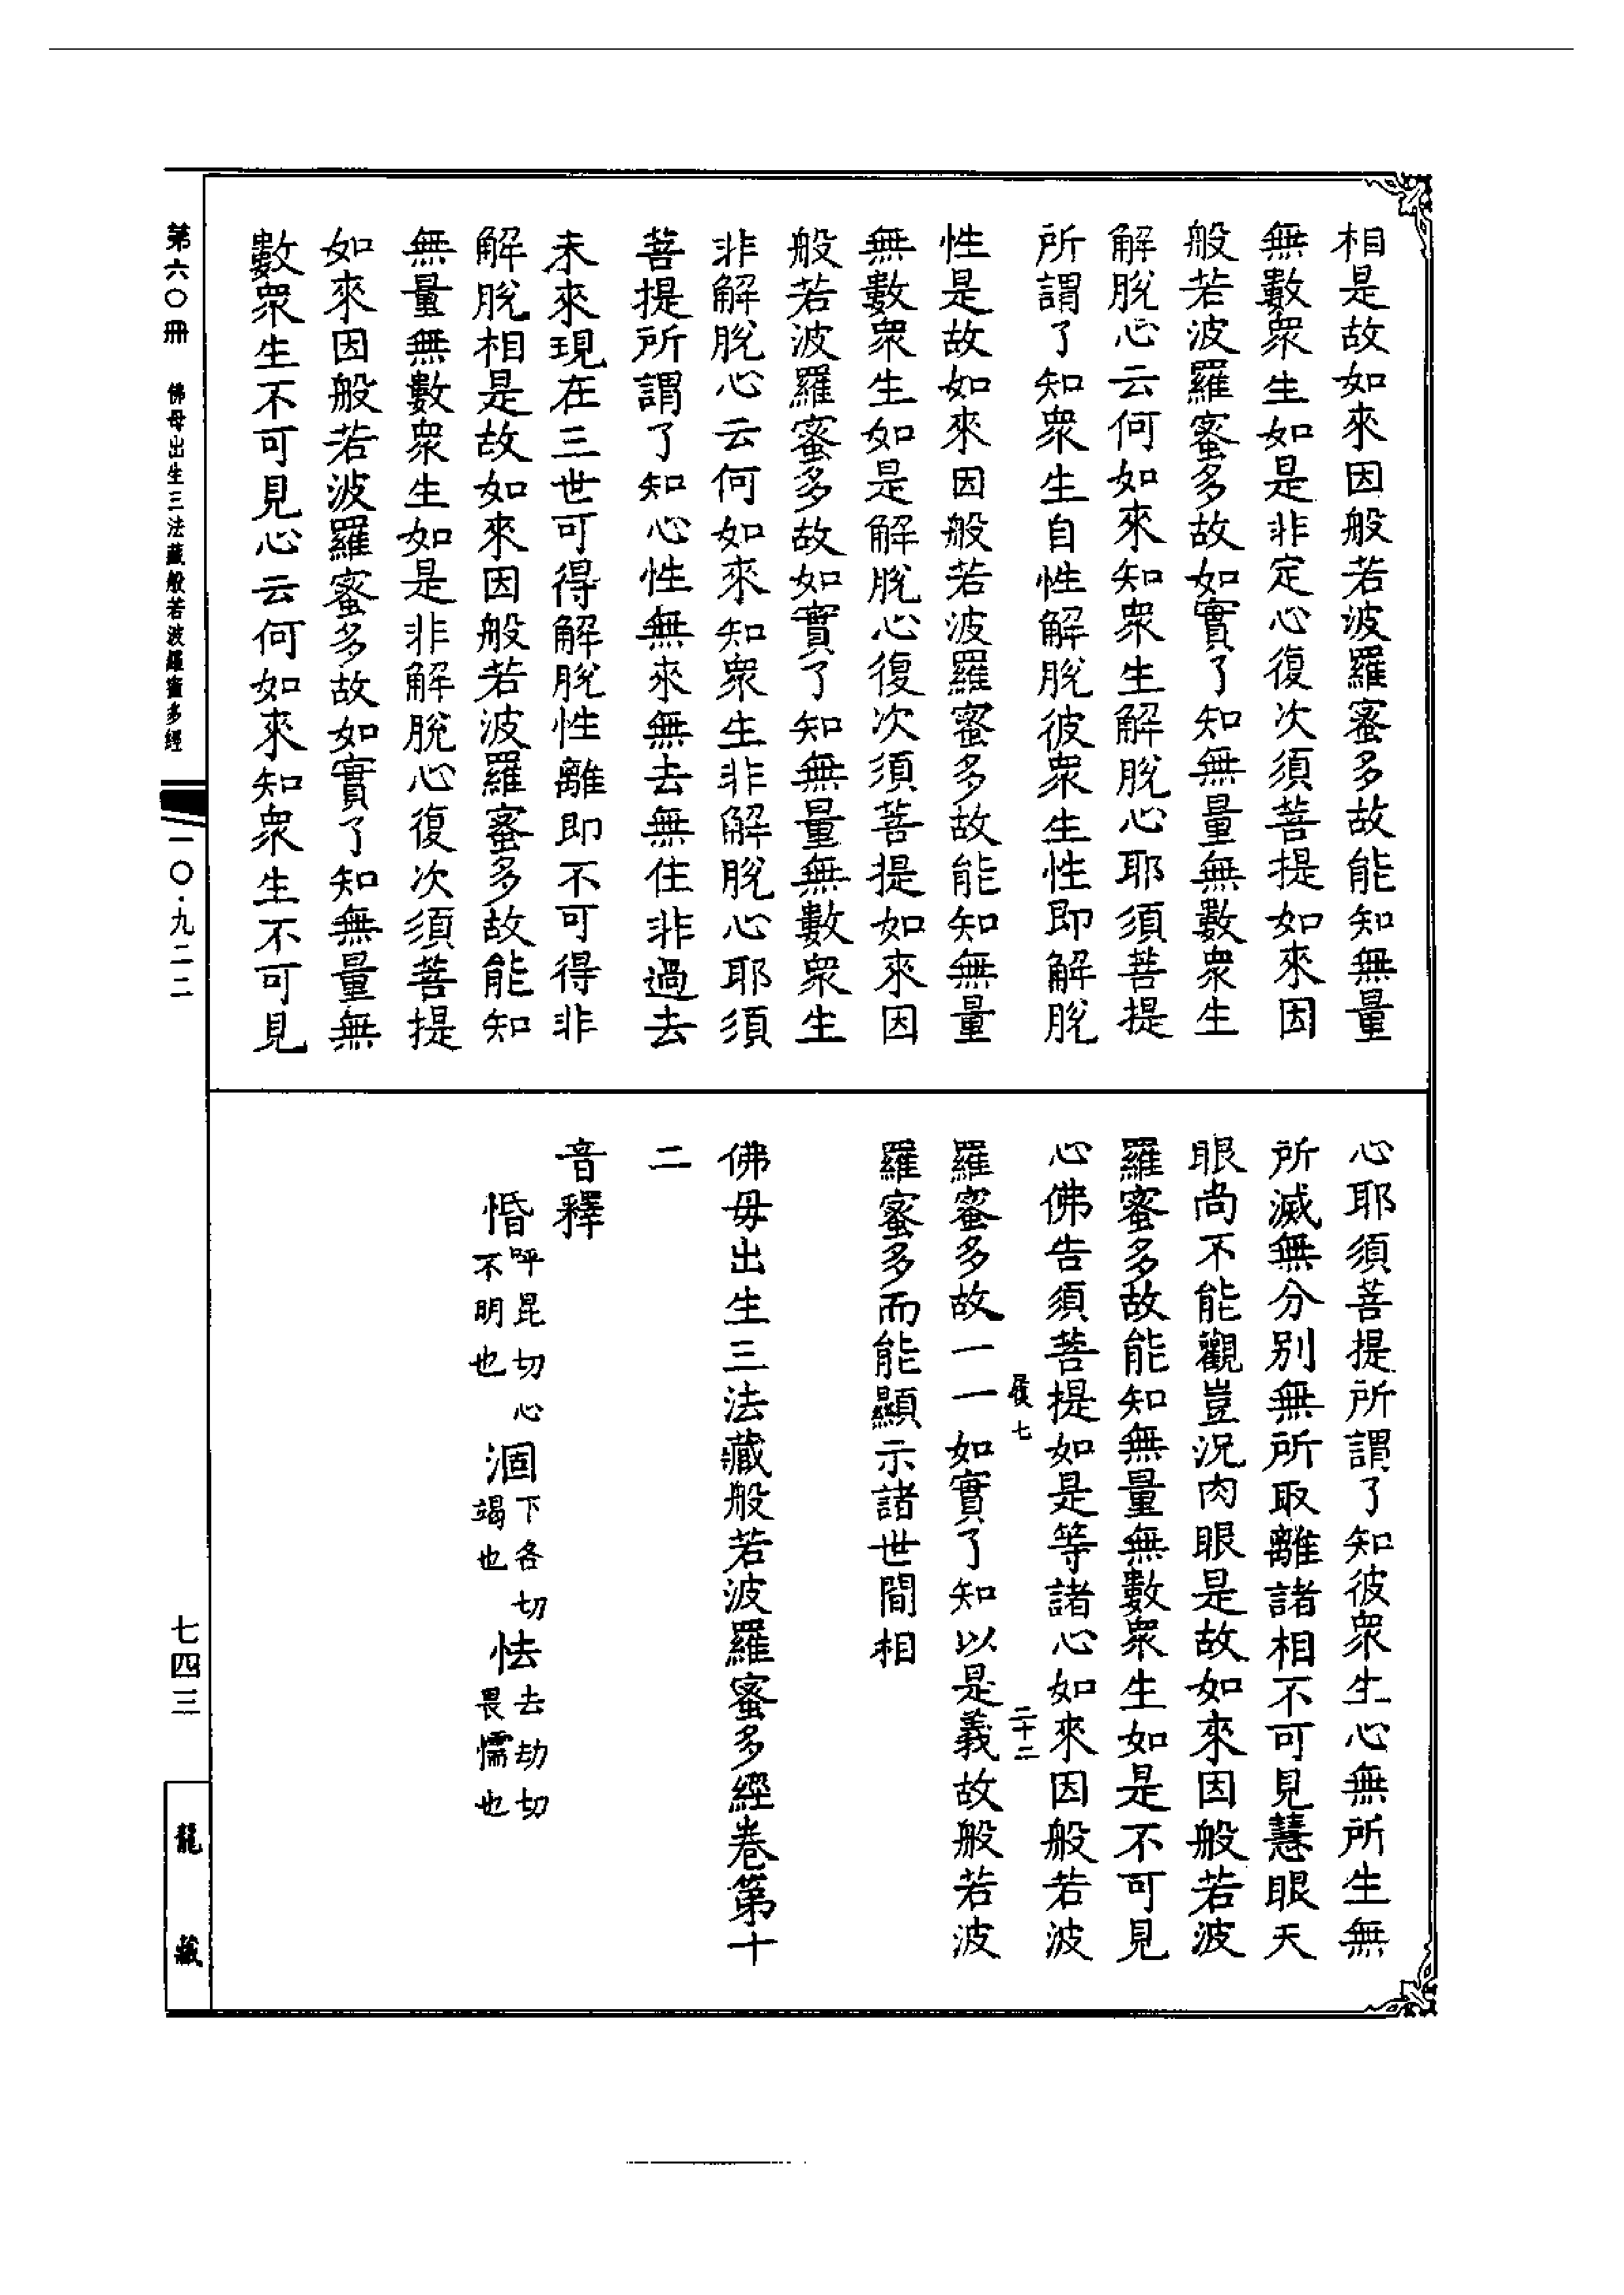 相是故如來因般若波羅蜜多故能知無量
無數衆生如是非定心復次須菩提如來因
般若波羅蜜多故如實了知無量無數衆生
解脫心云何如來知衆生解脫心耶須菩提
所謂了知衆生自性解脫彼衆生性即解脫
性是故如來因般若波羅蜜多故能知無量
無數衆生如是解脫心復次須菩提如來因
般若波羅蜜多故如實了知無量無數衆生
非解脫心云何如來知衆生非解脫心耶須
菩提所謂了知心性無來無去無住非過去
未來現在三世可得解脫性離即不可得非
解脫相是故如來因般若波羅蜜多故能知
無量無數衆生如是非解脫心復次須菩提
如來因般若波羅蜜多故如實了知無量無
數衆生不可見心云何如來知衆生不可見
心耶須菩提所謂了知彼衆生心無所生無
所滅無分別無所取離諸相不可見慧眼天
眼尚不能觀豈況肉眼是故如來因般若波
羅蜜多故能知無量無數衆生如是不可見
心佛告須菩提如是等諸心如來因般若波
履七 二十二
羅蜜多故一一如實了知以是義故般若波
羅蜜多而能顯示諸世間相
佛母出生三法藏般若波羅蜜多經卷第十
二
音釋
惛 呼昆切心不明也 涸 下各切竭也 怯 去劫切畏懦也
第六〇冊 佛母出生三法藏般若波羅蜜多經
一〇·九二二
七四三
龍藏